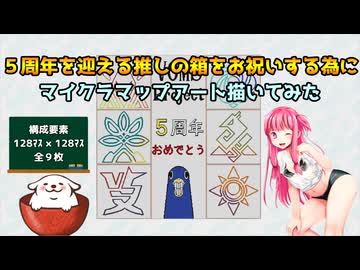 5周年を迎える推しの箱をお祝いする為に
マイクラマップアート描いてみた
構成要素
128ﾏｽ×128ﾏｽ
全9枚
5周年
おめでとう